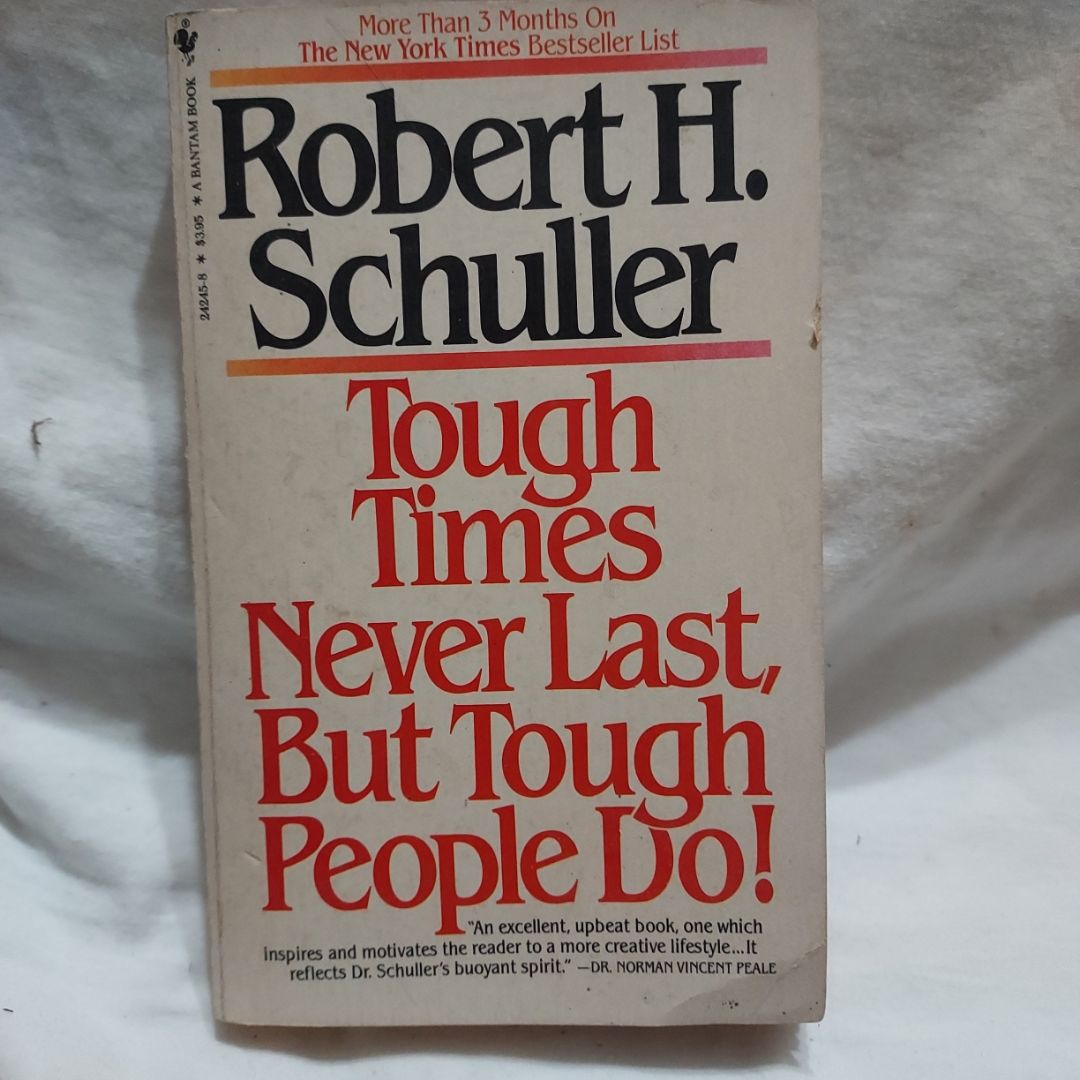 More Than 3 Months On
The New York Times Bestseller List
24245-8 * $3.95 * A BANTAM BOOK
Robert H.
Schuller
Tough
Times
Never Last,
But Tough
People Do!
"An excellent, upbeat book, one which
inspires and motivates the reader to a more creative lifestyle...It
reflects Dr. Schuller's buoyant spirit." —DR. NORMAN VINCENT PEALE